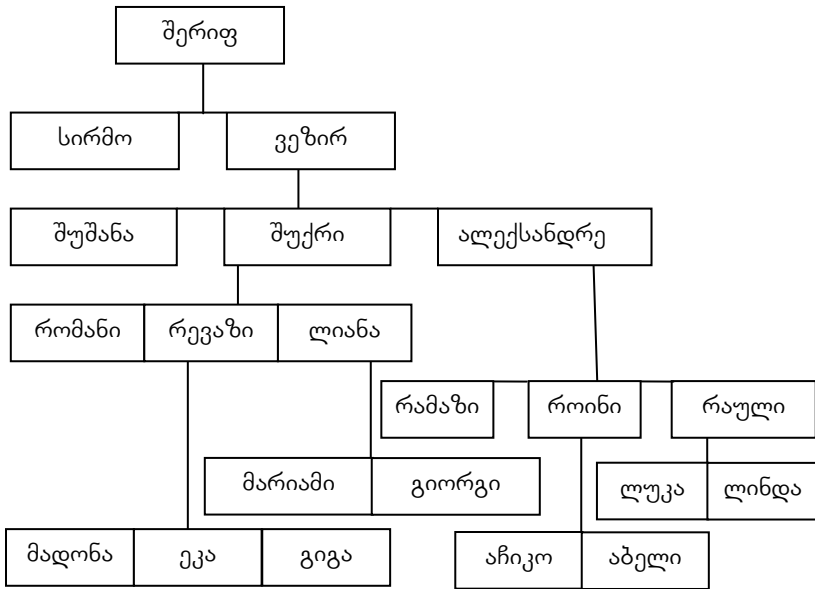 შერიფ
სირმო ვეზირ
შუშანა შუქრი ალექსანდრე
რომანი რევაზი ლიანა
რამაზი როინი რაული
მარიამი გიორგი ლუკა ლინდა
მადონა ეკა გიგა აჩიკო აბელი